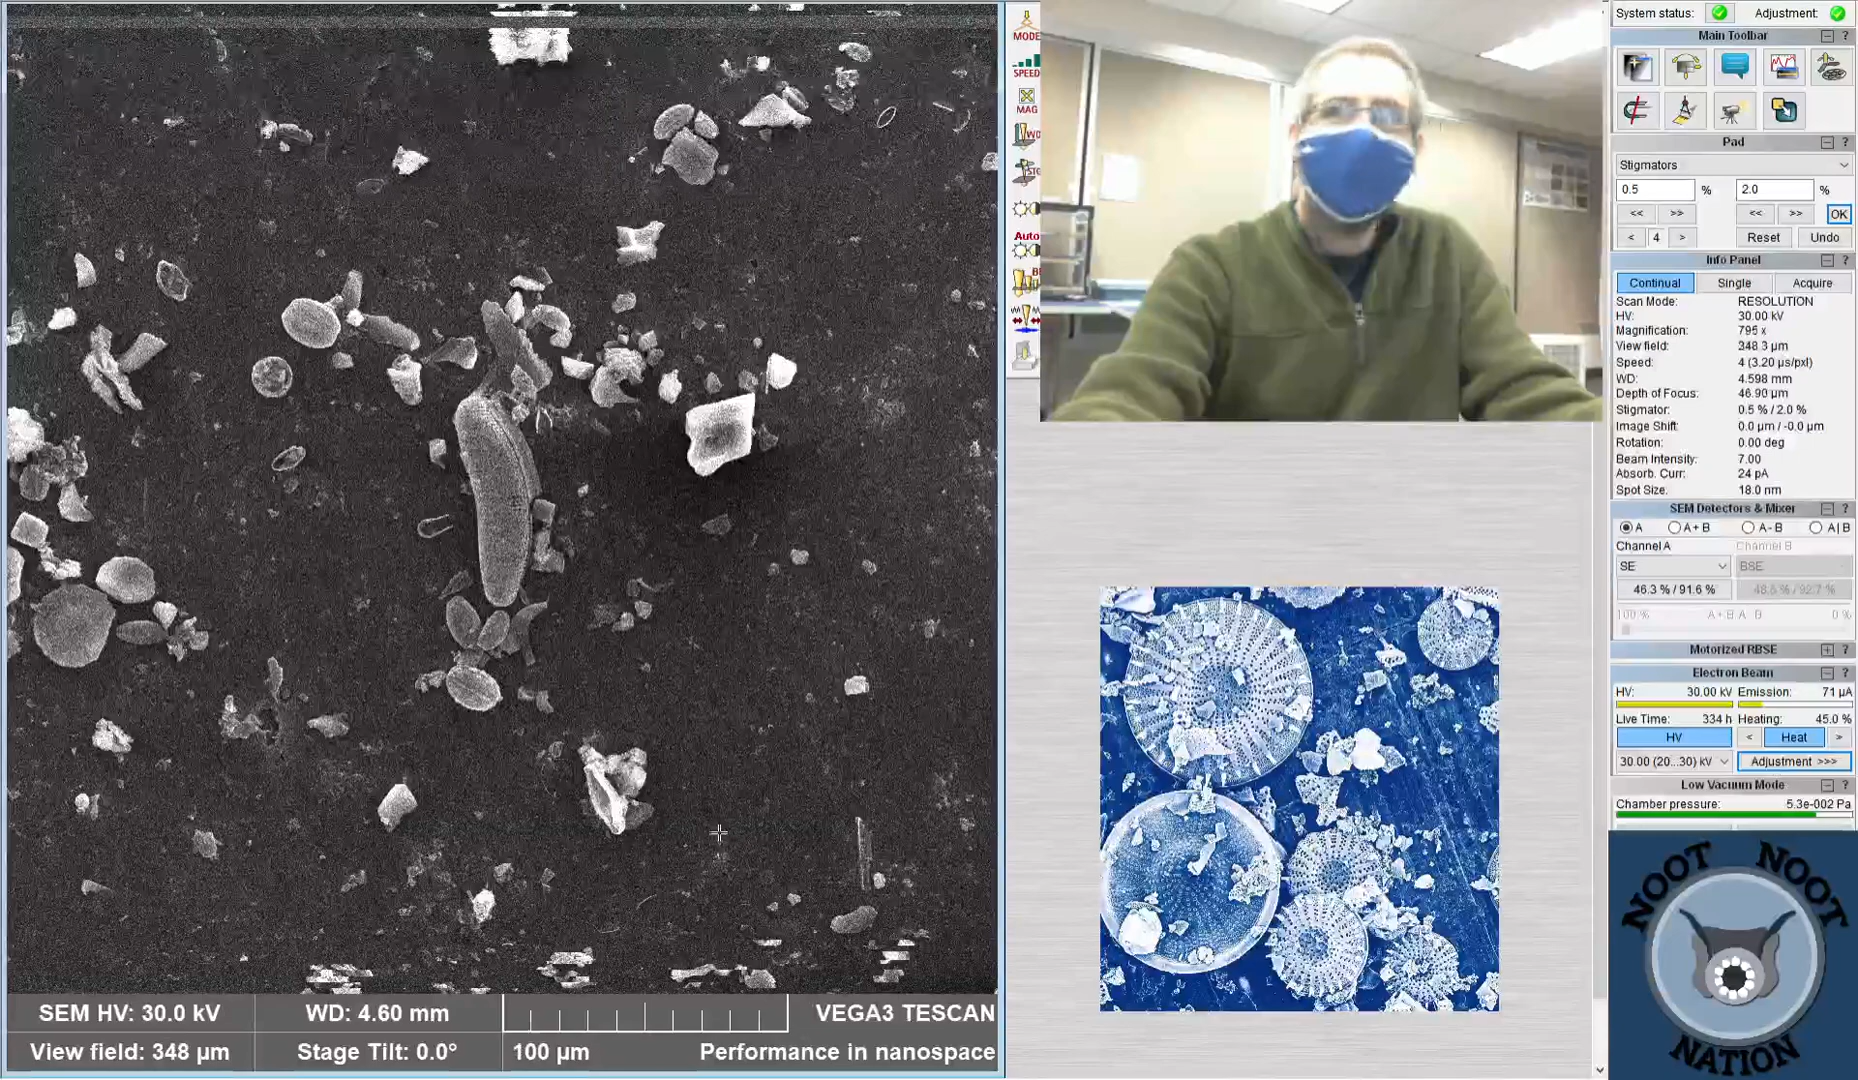 MODE
SPEED
MAG
WD
Auto
System status:
Adjustment:
Main Toolbar
Pad
Stigmators
0.5 %
2.0 %
<< >> << >> OK
< 4 > Reset Undo
Info Panel
Continual Single Acquire
Scan Mode: RESOLUTION
HV: 30.00 kV
Magnification: 795 x
View field: 348.3 µm
Speed: 4 (3.20 µs/pxl)
WD: 4.598 mm
Depth of Focus: 46.90 µm
Stigmator: 0.5 % / 2.0 %
Image Shift: 0.0 µm / -0.0 µm
Rotation: 0.00 deg
Beam Intensity: 7.00
Absorb. Curr: 24 pA
Spot Size: 18.0 nm
SEM Detectors & Mixer
A A + B A - B A | B
Channel A Channel B
SE BSE
46.3 % / 91.6 %
100 % A+B A B 0 %
Motorized RBSE
Electron Beam
HV: 30.00 kV Emission: 71 µA
Live Time: 334 h Heating: 45.0 %
HV < Heat >
30.00 (20...30) kV Adjustment >>>
Low Vacuum Mode
Chamber pressure: 5.3e-002 Pa
NOOT NOOT
NATION
SEM HV: 30.0 kV WD: 4.60 mm VEGA3 TESCAN
View field: 348 µm Stage Tilt: 0.0° 100 µm Performance in nanospace